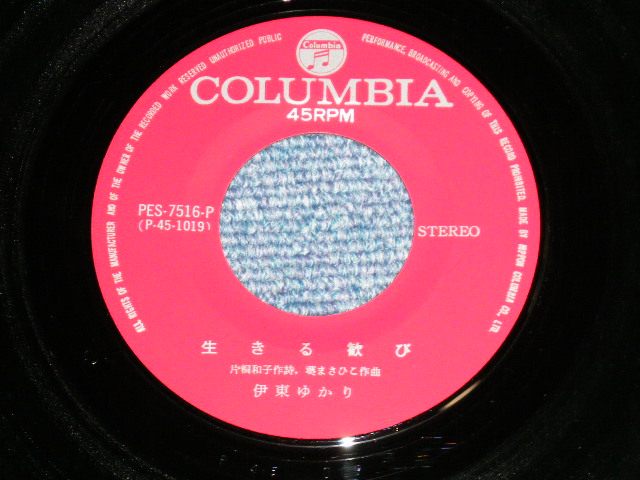 ALL RIGHTS OF THE MANUFACTURER AND OF THE OWNER OF THE RECORDED WORK RESERVED UNAUTHORIZED PUBLIC PERFORMANCE, BROADCASTING AND COPYING OF THIS RECORD PROHIBITED. MADE BY NIPPON COLUMBIA CO., LTD.
Columbia
COLUMBIA
45RPM
PES-7516-P
(P-45-1019)
STEREO
生きる歓び
片桐和子作詩, 葵まさひこ作曲
伊東ゆかり